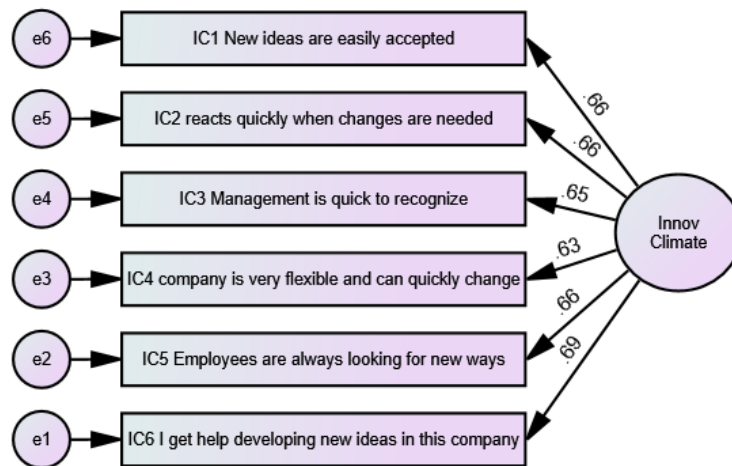 e6
IC1 New ideas are easily accepted
.66
e5
IC2 reacts quickly when changes are needed
.66
e4
IC3 Management is quick to recognize
.65
Innov
Climate
e3
IC4 company is very flexible and can quickly change
.63
e2
IC5 Employees are always looking for new ways
.66
e1
IC6 I get help developing new ideas in this company
.69